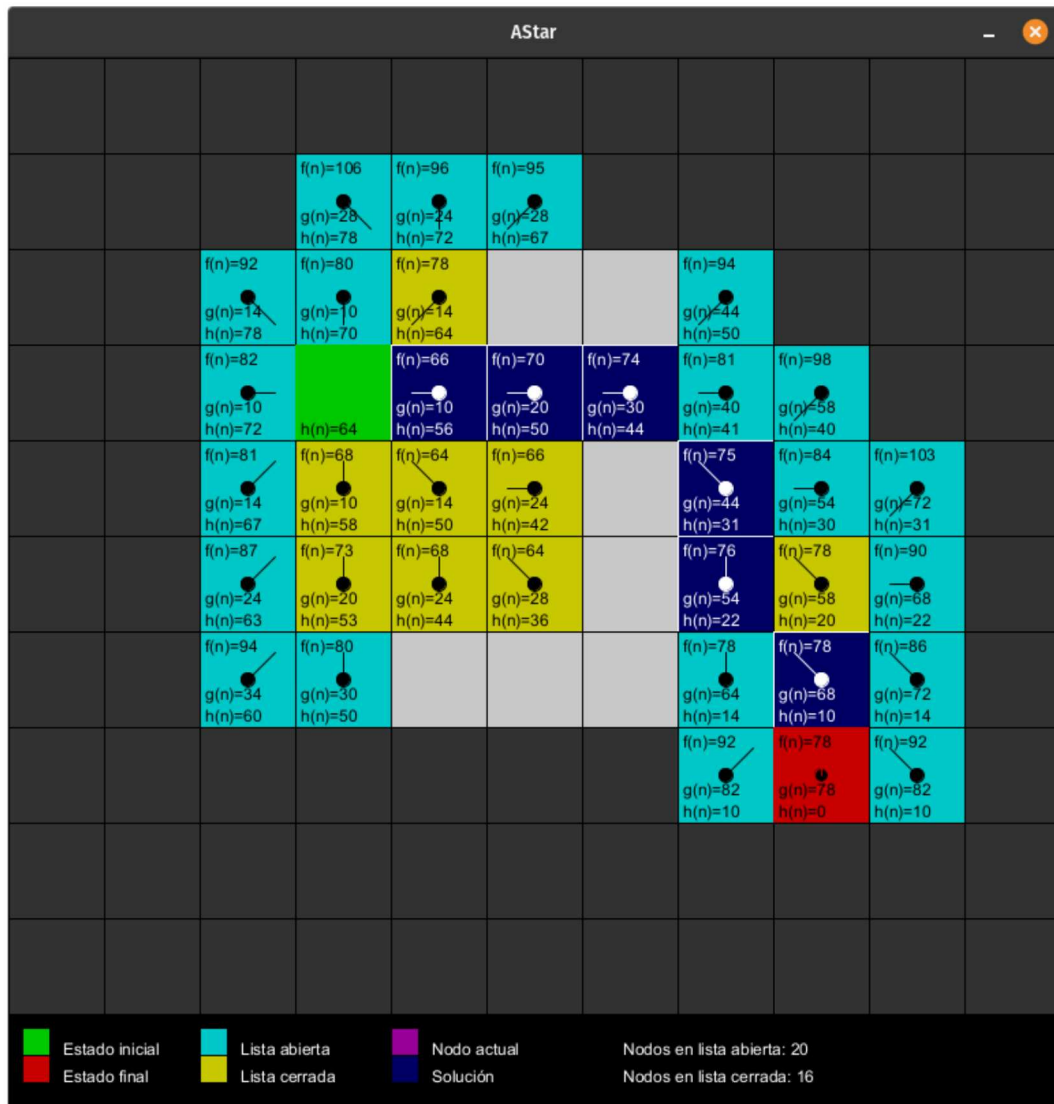 AStar
f(n)=106 f(n)=96 f(n)=95
g(n)=28 g(n)=24 g(n)=28
h(n)=78 h(n)=72 h(n)=67
f(n)=92 f(n)=80 f(n)=78 f(n)=94
g(n)=14 g(n)=10 g(n)=14 g(n)=44
h(n)=78 h(n)=70 h(n)=64 h(n)=50
f(n)=82 f(n)=66 f(n)=70 f(n)=74 f(n)=81 f(n)=98
g(n)=10 g(n)=10 g(n)=20 g(n)=30 g(n)=40 g(n)=58
h(n)=72 h(n)=64 h(n)=56 h(n)=50 h(n)=44 h(n)=41 h(n)=40
f(n)=81 f(n)=68 f(n)=64 f(n)=66 f(n)=75 f(n)=84 f(n)=103
g(n)=14 g(n)=10 g(n)=14 g(n)=24 g(n)=44 g(n)=54 g(n)=72
h(n)=67 h(n)=58 h(n)=50 h(n)=42 h(n)=31 h(n)=30 h(n)=31
f(n)=87 f(n)=73 f(n)=68 f(n)=64 f(n)=76 f(n)=78 f(n)=90
g(n)=24 g(n)=20 g(n)=24 g(n)=28 g(n)=54 g(n)=58 g(n)=68
h(n)=63 h(n)=53 h(n)=44 h(n)=36 h(n)=22 h(n)=20 h(n)=22
f(n)=94 f(n)=80 f(n)=78 f(n)=78 f(n)=86
g(n)=34 g(n)=30 g(n)=64 g(n)=68 g(n)=72
h(n)=60 h(n)=50 h(n)=14 h(n)=10 h(n)=14
f(n)=92 f(n)=78 f(n)=92
g(n)=82 g(n)=78 g(n)=82
h(n)=10 h(n)=0 h(n)=10
Estado inicial Lista abierta Nodo actual Nodos en lista abierta: 20
Estado final Lista cerrada Solución Nodos en lista cerrada: 16